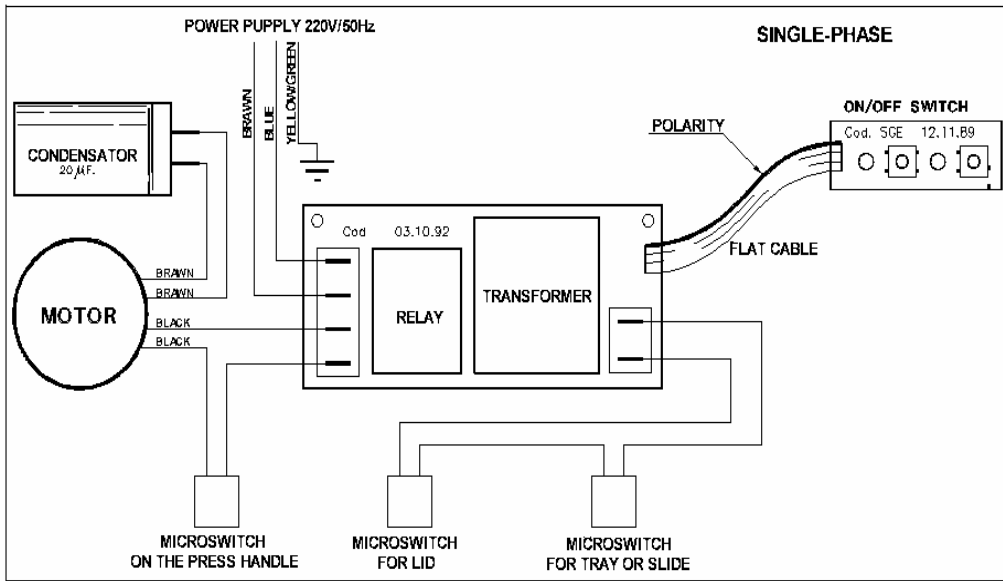 POWER PUPPLY 220V/50Hz
SINGLE-PHASE
BRAWN
BLUE
YELLOW/GREEN
ON/OFF SWITCH
Cod. SGE 12.11.89
POLARITY
FLAT CABLE
CONDENSATOR
20µF.
Cod 03.10.92
RELAY
TRANSFORMER
MOTOR
BRAWN
BRAWN
BLACK
BLACK
MICROSWITCH
ON THE PRESS HANDLE
MICROSWITCH
FOR LID
MICROSWITCH
FOR TRAY OR SLIDE